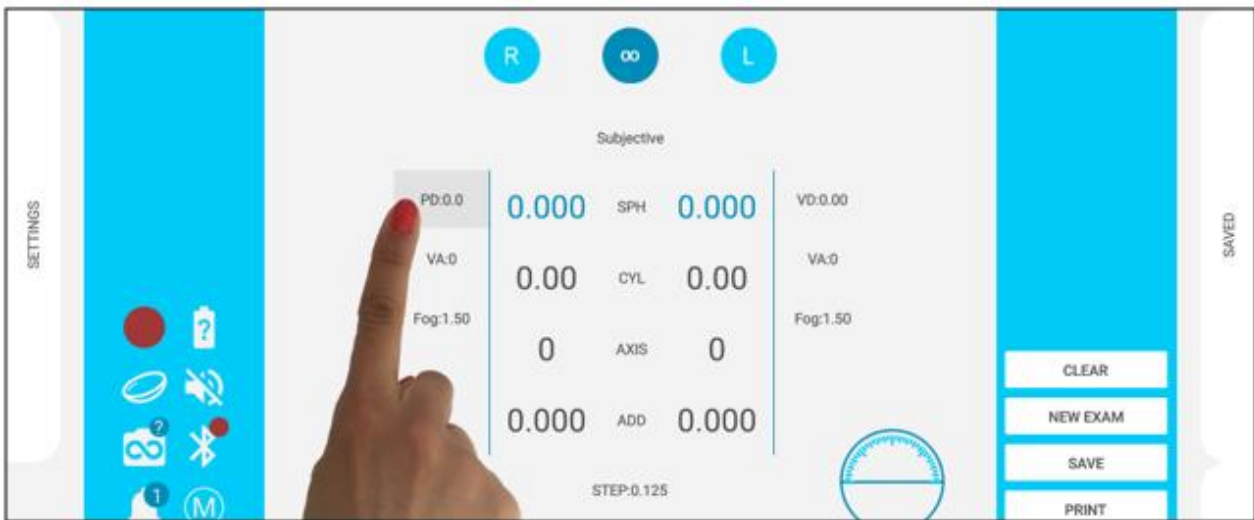 R ∞ L
Subjective
SETTINGS
PD:0.0 0.000 SPH 0.000 VD:0.00
VA:0 0.00 CYL 0.00 VA:0
Fog:1.50 0 AXIS 0 Fog:1.50
0.000 ADD 0.000
STEP:0.125
?
?
1
M
CLEAR
NEW EXAM
SAVE
PRINT
SAVED